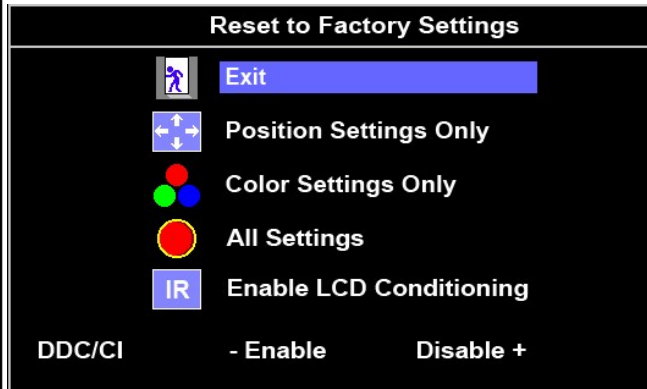 Reset to Factory Settings
Exit
Position Settings Only
Color Settings Only
All Settings
IR Enable LCD Conditioning
DDC/CI - Enable Disable +